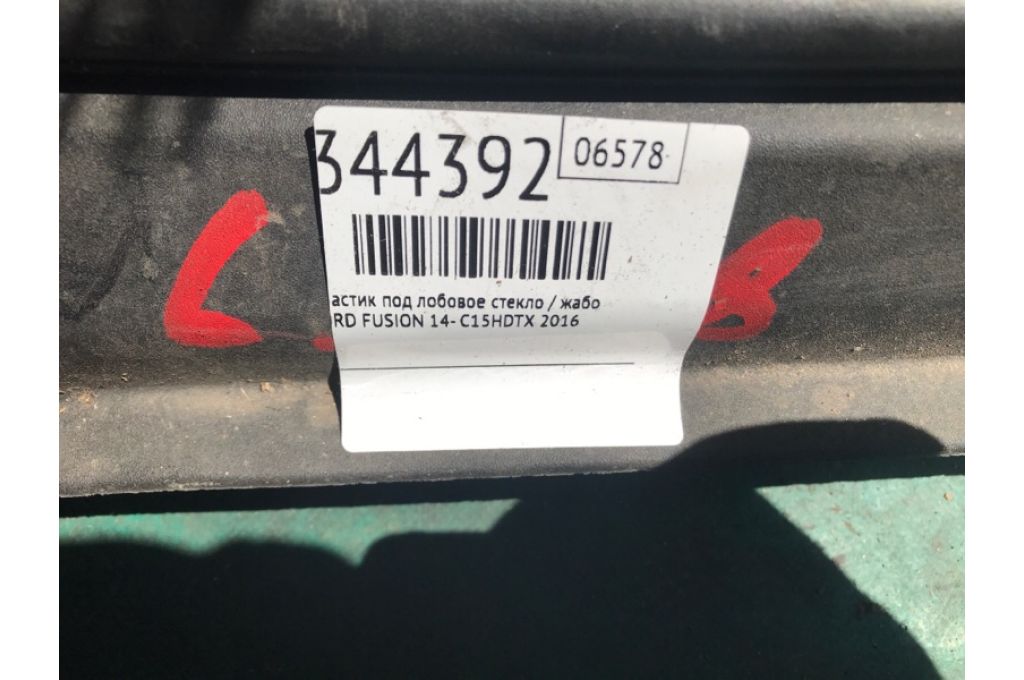 344392
06578
астик под лобовое стекло / жабо
RD FUSION 14- C15HDTX 2016